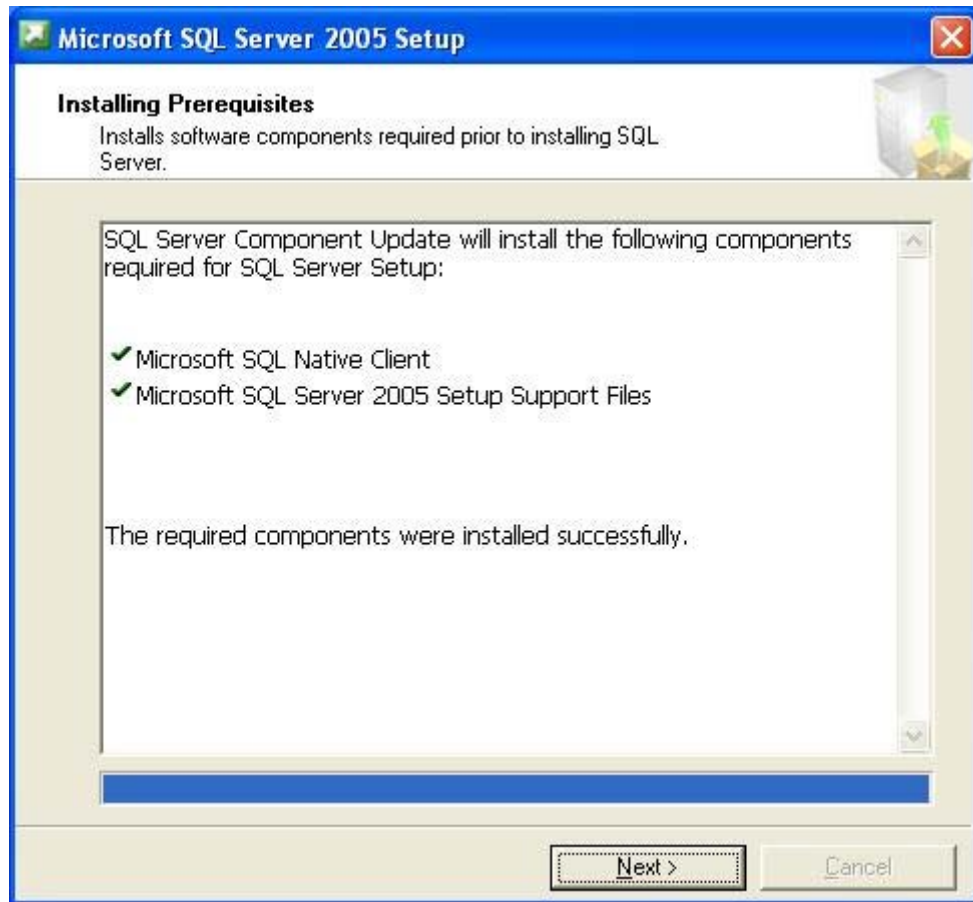 Microsoft SQL Server 2005 Setup
Installing Prerequisites
Installs software components required prior to installing SQL
Server.
SQL Server Component Update will install the following components
required for SQL Server Setup:
Microsoft SQL Native Client
Microsoft SQL Server 2005 Setup Support Files
The required components were installed successfully.
Next >
Cancel